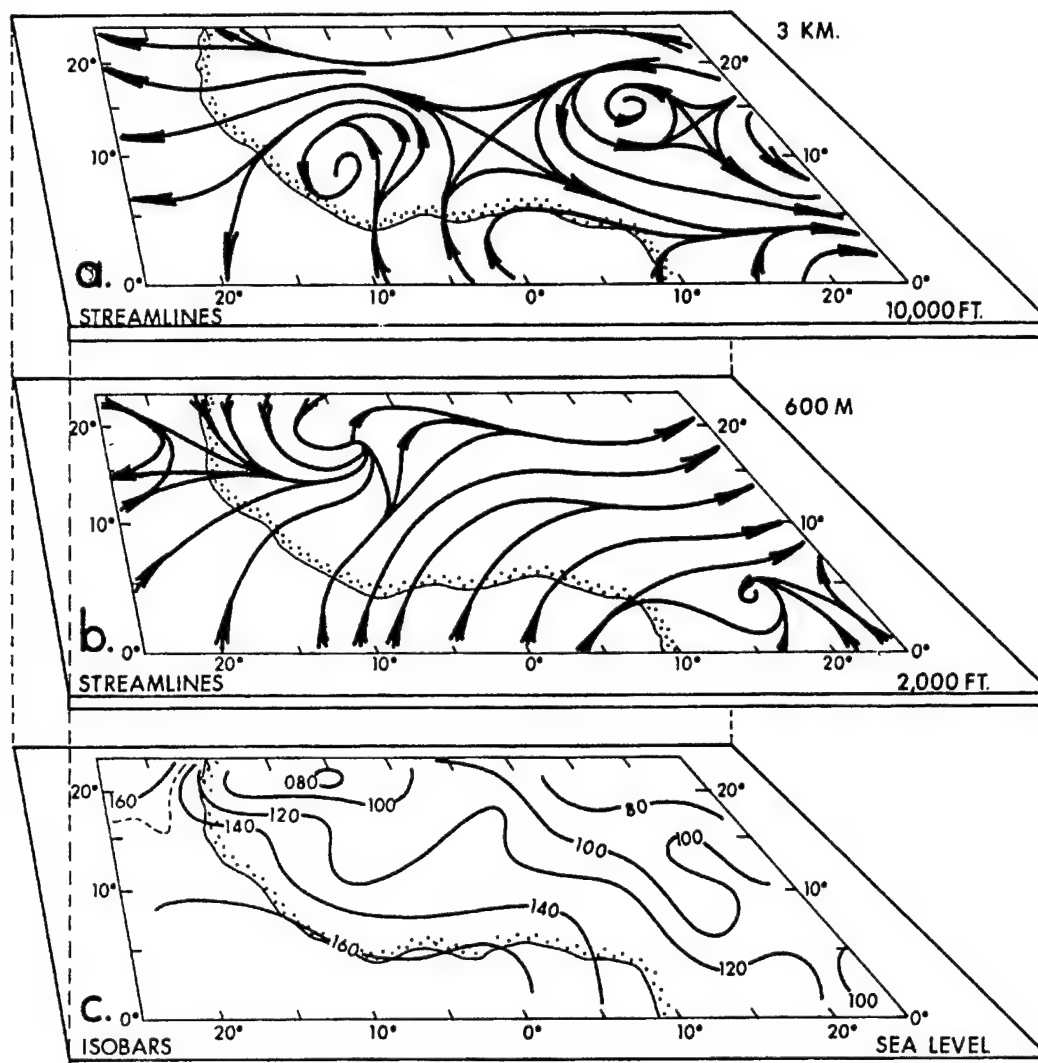 3 KM.
20° 20°
10° 10°
a. 0° 20° 10° 0° 10° 20° 0°
STREAMLINES 10,000 FT.
600 M
20° 20°
10° 10°
b. 0° 20° 10° 0° 10° 20° 0°
STREAMLINES 2,000 FT.
20° 160 080 100 80 20°
140 120 100 100
10° 10°
160 140 120 100
c. 0° 20° 10° 0° 10° 20° 0°
ISOBARS SEA LEVEL